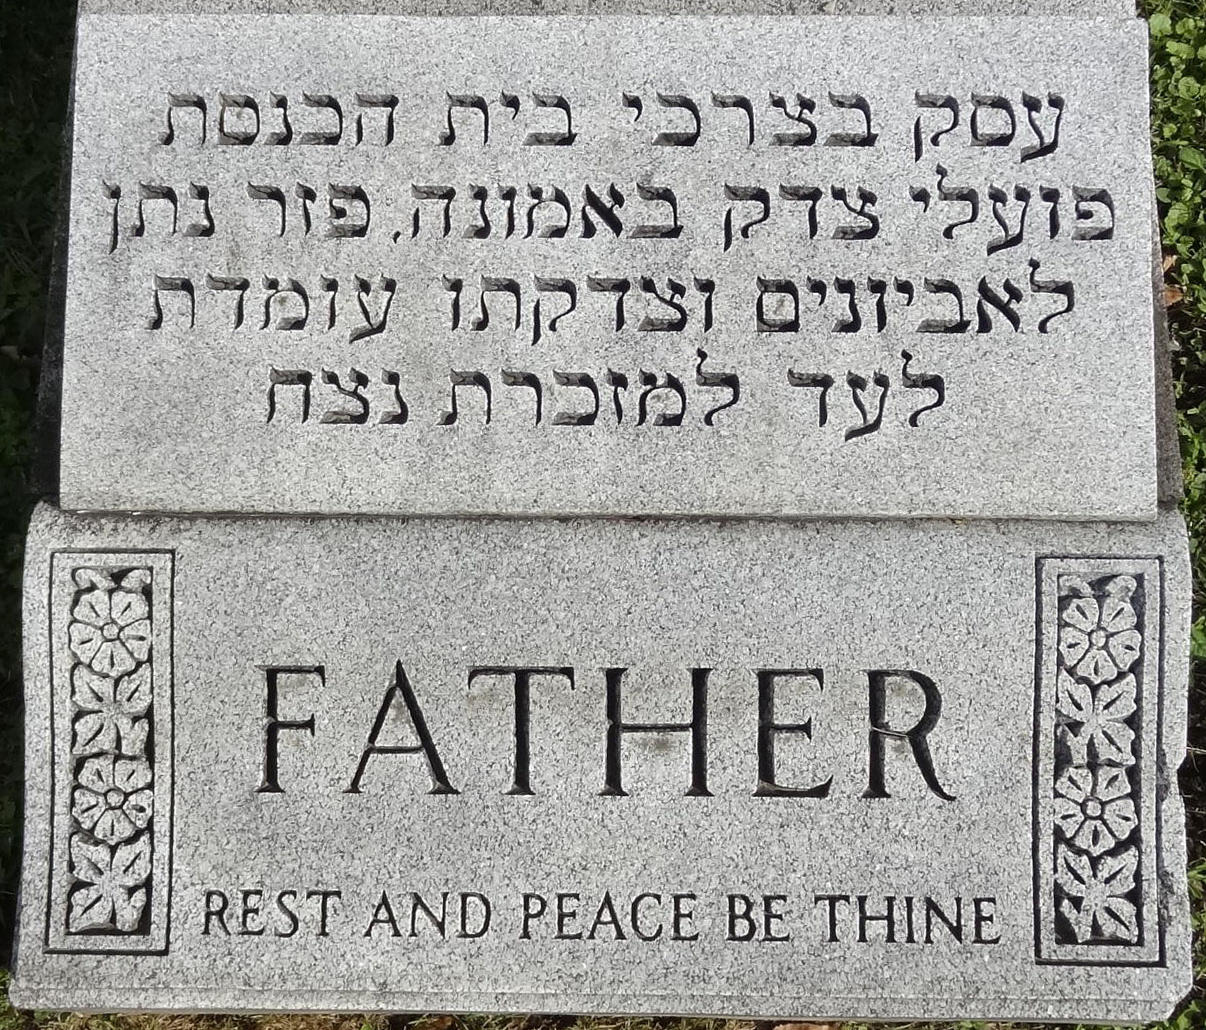 עסק בצרכי בית הכנסת
פועלי צדק באמונה. פזר נתן
לאביונים וצדקתו עומדת
לעד למזכרת נצח
FATHER
REST AND PEACE BE THINE